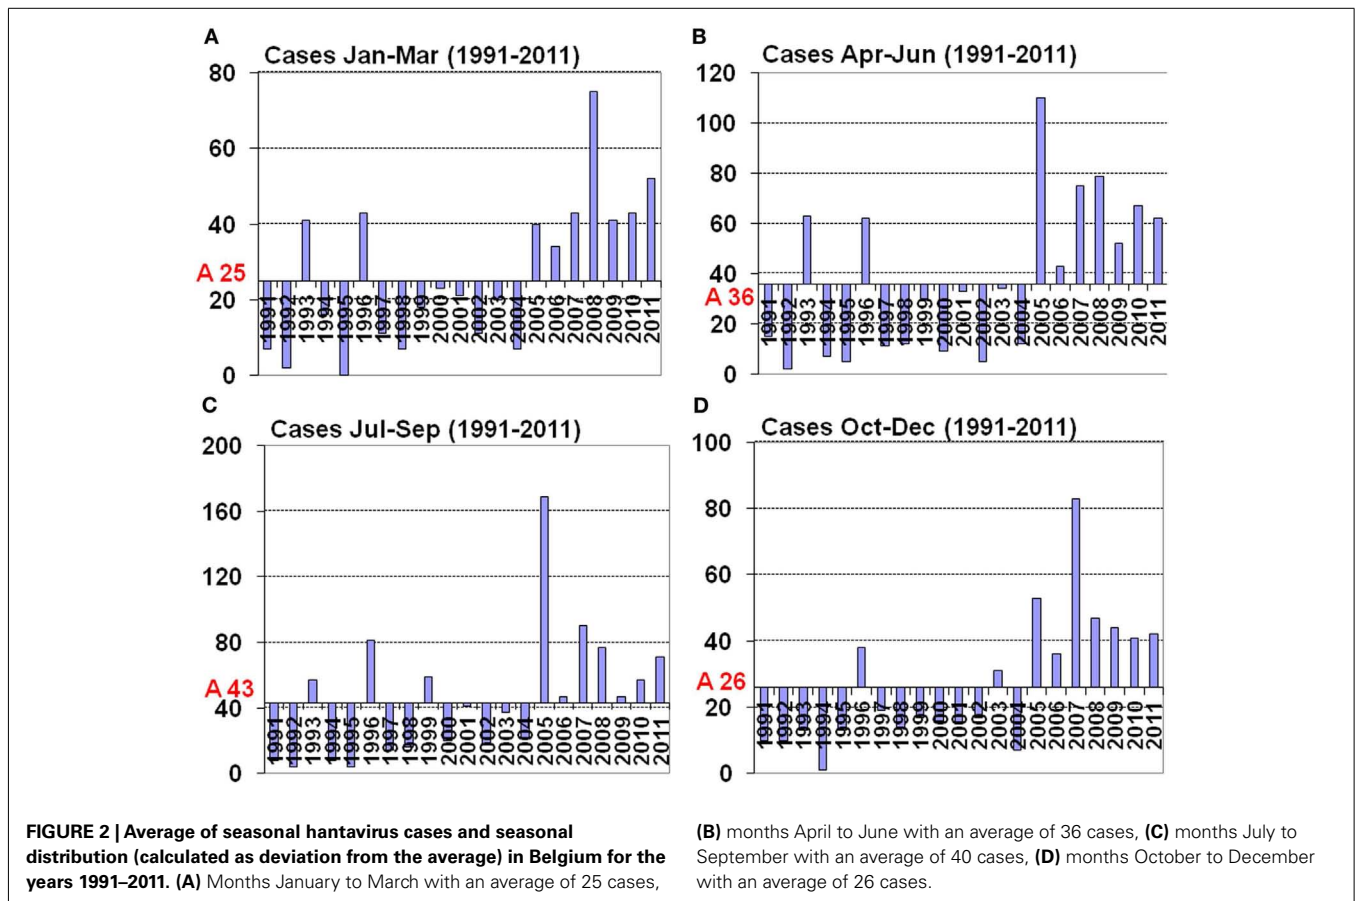 A
Cases Jan-Mar (1991-2011)
80
60
40
A 25
20
0
1991 1992 1993 1994 1995 1996 1997 1998 1999 2000 2001 2002 2003 2004 2005 2006 2007 2008 2009 2010 2011
B
Cases Apr-Jun (1991-2011)
120
100
80
60
40
A 36
20
0
1991 1992 1993 1994 1995 1996 1997 1998 1999 2000 2001 2002 2003 2004 2005 2006 2007 2008 2009 2010 2011
C
Cases Jul-Sep (1991-2011)
200
160
120
80
A 43
40
0
1991 1992 1993 1994 1995 1996 1997 1998 1999 2000 2001 2002 2003 2004 2005 2006 2007 2008 2009 2010 2011
D
Cases Oct-Dec (1991-2011)
100
80
60
40
A 26
20
0
1991 1992 1993 1994 1995 1996 1997 1998 1999 2000 2001 2002 2003 2004 2005 2006 2007 2008 2009 2010 2011
FIGURE 2 | Average of seasonal hantavirus cases and seasonal
distribution (calculated as deviation from the average) in Belgium for the
years 1991–2011. (A) Months January to March with an average of 25 cases,
(B) months April to June with an average of 36 cases, (C) months July to
September with an average of 40 cases, (D) months October to December
with an average of 26 cases.